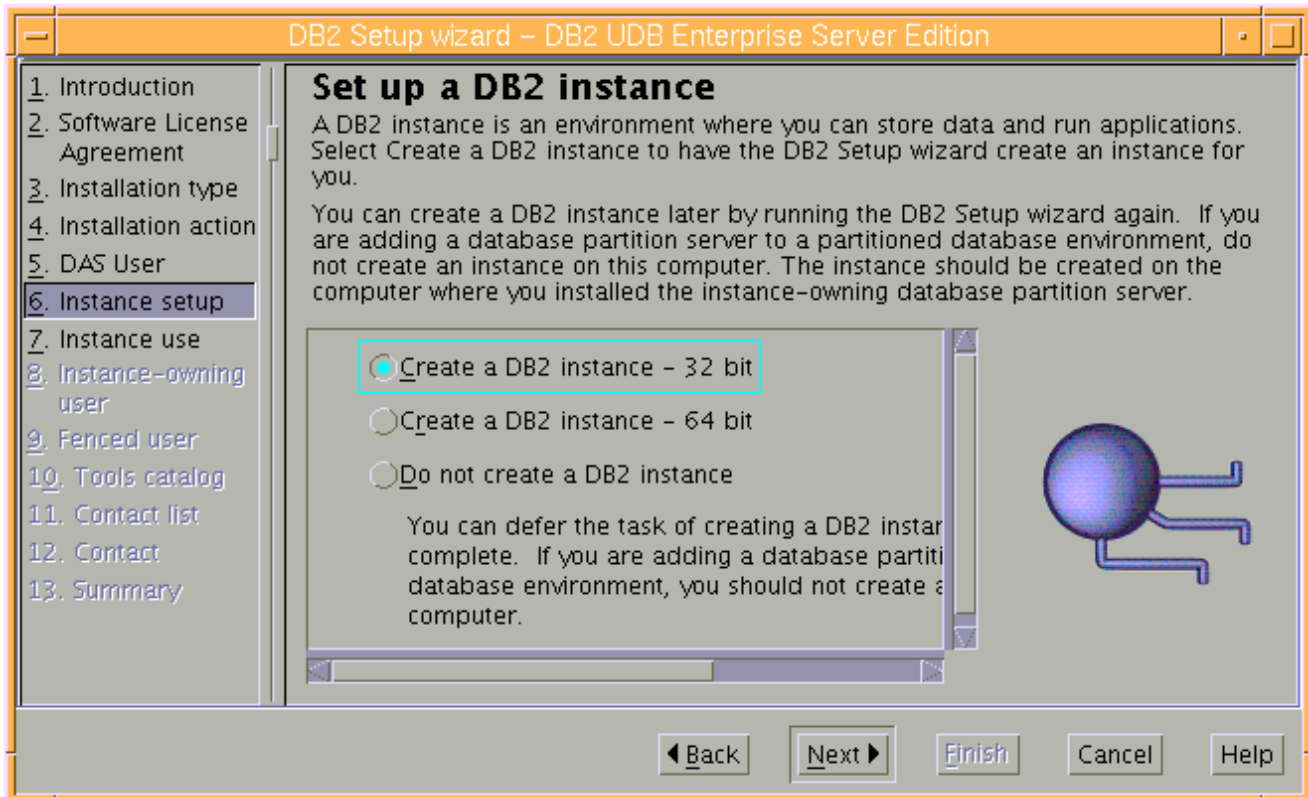 DB2 Setup wizard – DB2 UDB Enterprise Server Edition
1. Introduction
2. Software License
Agreement
3. Installation type
4. Installation action
5. DAS User
6. Instance setup
7. Instance use
8. Instance-owning
user
9. Fenced user
10. Tools catalog
11. Contact list
12. Contact
13. Summary
Set up a DB2 instance
A DB2 instance is an environment where you can store data and run applications.
Select Create a DB2 instance to have the DB2 Setup wizard create an instance for
you.
You can create a DB2 instance later by running the DB2 Setup wizard again. If you
are adding a database partition server to a partitioned database environment, do
not create an instance on this computer. The instance should be created on the
computer where you installed the instance-owning database partition server.
Create a DB2 instance – 32 bit
Create a DB2 instance – 64 bit
Do not create a DB2 instance
You can defer the task of creating a DB2 instar
complete. If you are adding a database partiti
database environment, you should not create a
computer.
Back
Next
Finish
Cancel
Help